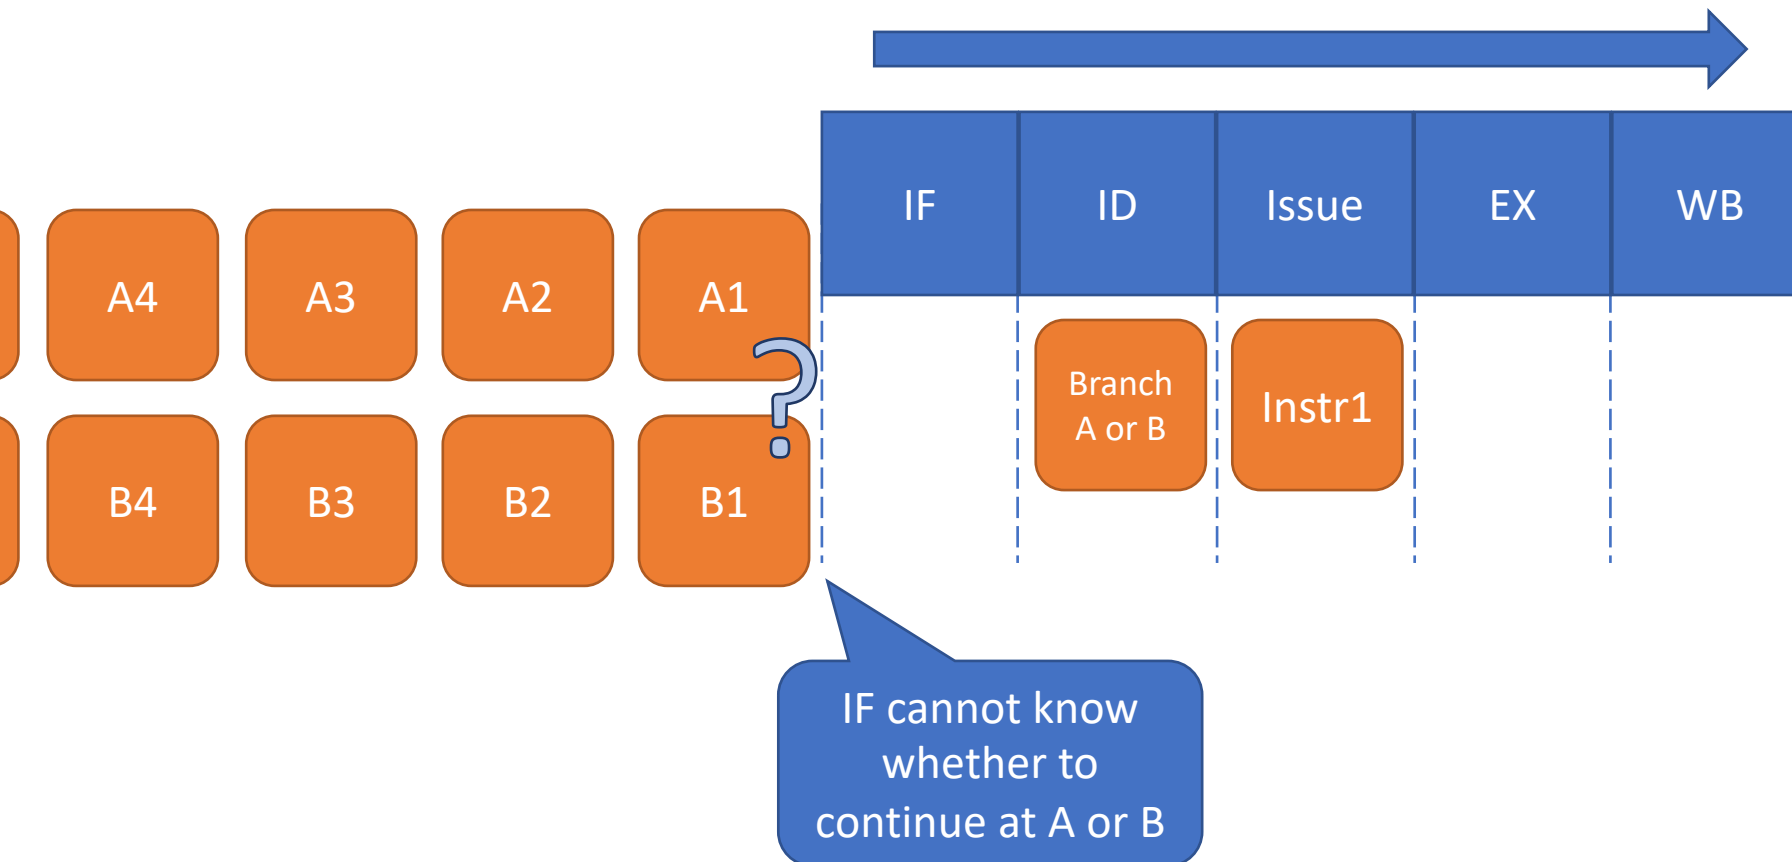 IF
ID
Issue
EX
WB
A4
A3
A2
A1
?
Branch
A or B
Instr1
B4
B3
B2
B1
IF cannot know
whether to
continue at A or B